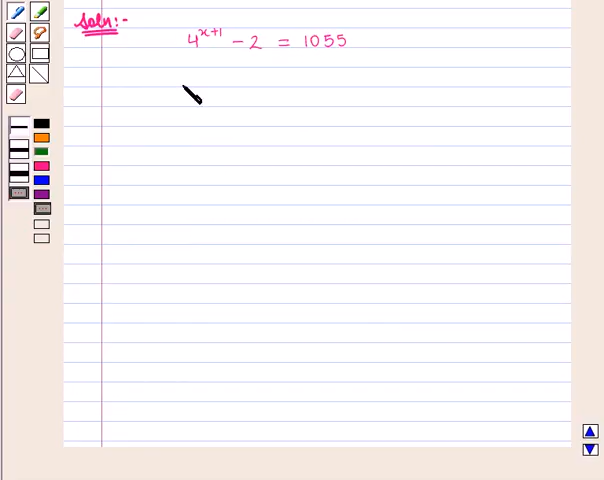 Soln:-
4^{x+1} - 2 = 1055